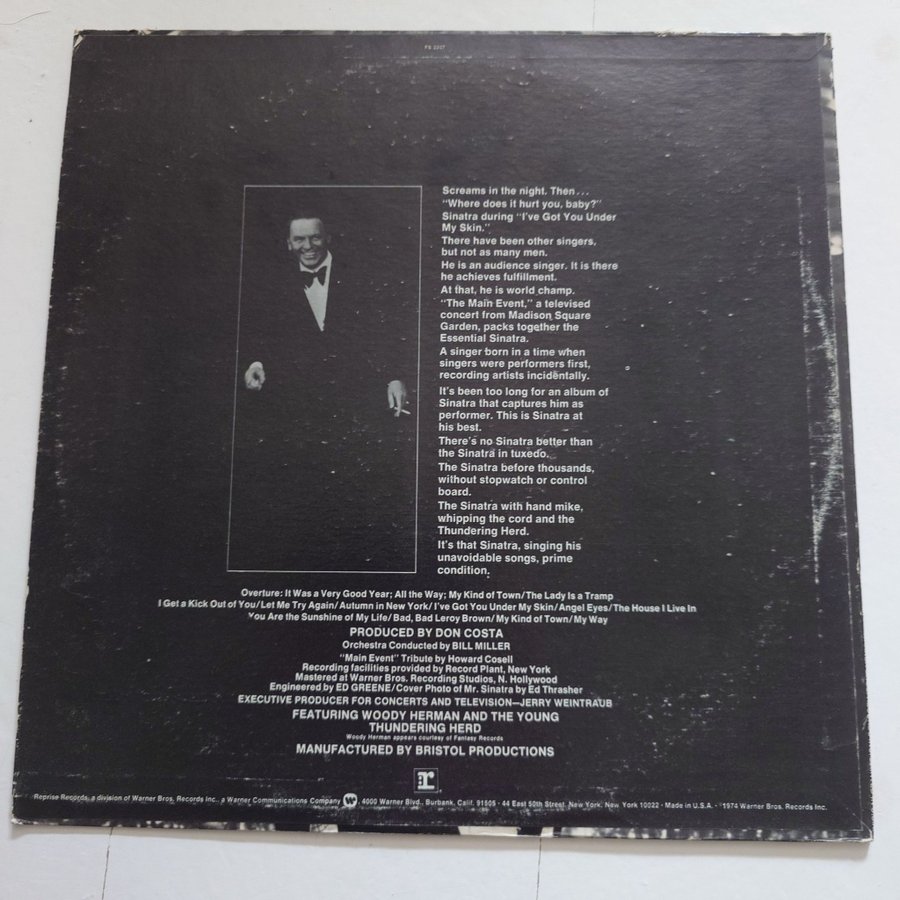 FS 2207
Screams in the night. Then...
"Where does it hurt you, baby?"
Sinatra during "I've Got You Under
My Skin."
There have been other singers,
but not as many men.
He is an audience singer. It is there
he achieves fulfillment.
At that, he is world champ.
"The Main Event," a televised
concert from Madison Square
Garden, packs together the
Essential Sinatra.
A singer born in a time when
singers were performers first,
recording artists incidentally.
It's been too long for an album of
Sinatra that captures him as
performer. This is Sinatra at
his best.
There's no Sinatra better than
the Sinatra in tuxedo.
The Sinatra before thousands,
without stopwatch or control
board.
The Sinatra with hand mike,
whipping the cord and the
Thundering Herd.
It's that Sinatra, singing his
unavoidable songs, prime
condition.
Overture: It Was a Very Good Year; All the Way; My Kind of Town/The Lady Is a Tramp
I Get a Kick Out of You/Let Me Try Again/Autumn in New York/I've Got You Under My Skin/Angel Eyes/The House I Live In
You Are the Sunshine of My Life/Bad, Bad Leroy Brown/My Kind of Town/My Way
PRODUCED BY DON COSTA
Orchestra Conducted by BILL MILLER
"Main Event" Tribute by Howard Cosell
Recording facilities provided by Record Plant, New York
Mastered at Warner Bros. Recording Studios, N. Hollywood
Engineered by ED GREENE/Cover Photo of Mr. Sinatra by Ed Thrasher
EXECUTIVE PRODUCER FOR CONCERTS AND TELEVISION—JERRY WEINTRAUB
FEATURING WOODY HERMAN AND THE YOUNG
THUNDERING HERD
Woody Herman appears courtesy of Fantasy Records
MANUFACTURED BY BRISTOL PRODUCTIONS
r
Reprise Records, a division of Warner Bros. Records Inc., a Warner Communications Company W, 4000 Warner Blvd., Burbank, Calif. 91505 · 44 East 50th Street, New York, New York 10022 · Made in U.S.A. · ℗1974 Warner Bros. Records Inc.